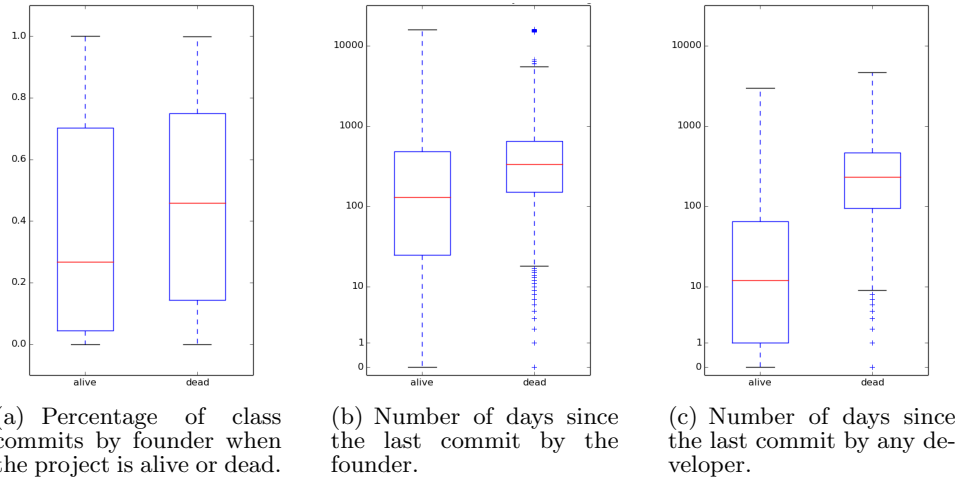 1.0
0.8
0.6
0.4
0.2
0.0
alive dead
10000
1000
100
10
1
0
alive dead
10000
1000
100
10
1
0
alive dead
(a) Percentage of class
commits by founder when
the project is alive or dead.
(b) Number of days since
the last commit by the
founder.
(c) Number of days since
the last commit by any de-
veloper.